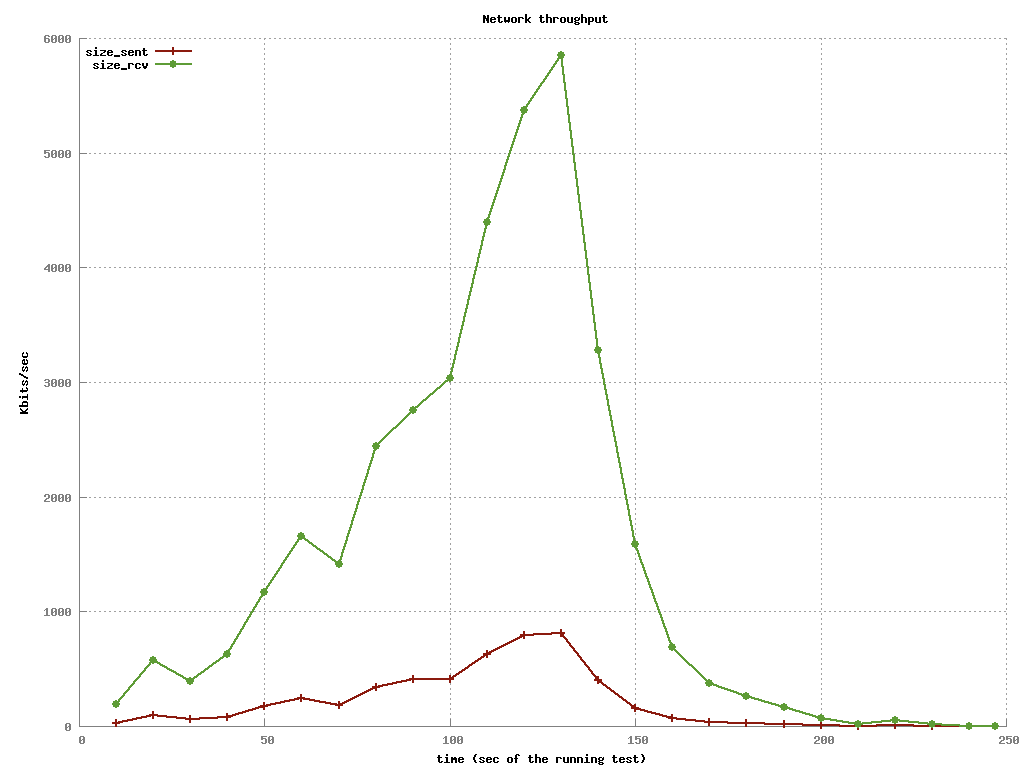 Network throughput
6000
size_sent
size_rcv
5000
4000
3000
2000
1000
0
Kbits/sec
0 50 100 150 200 250
time (sec of the running test)